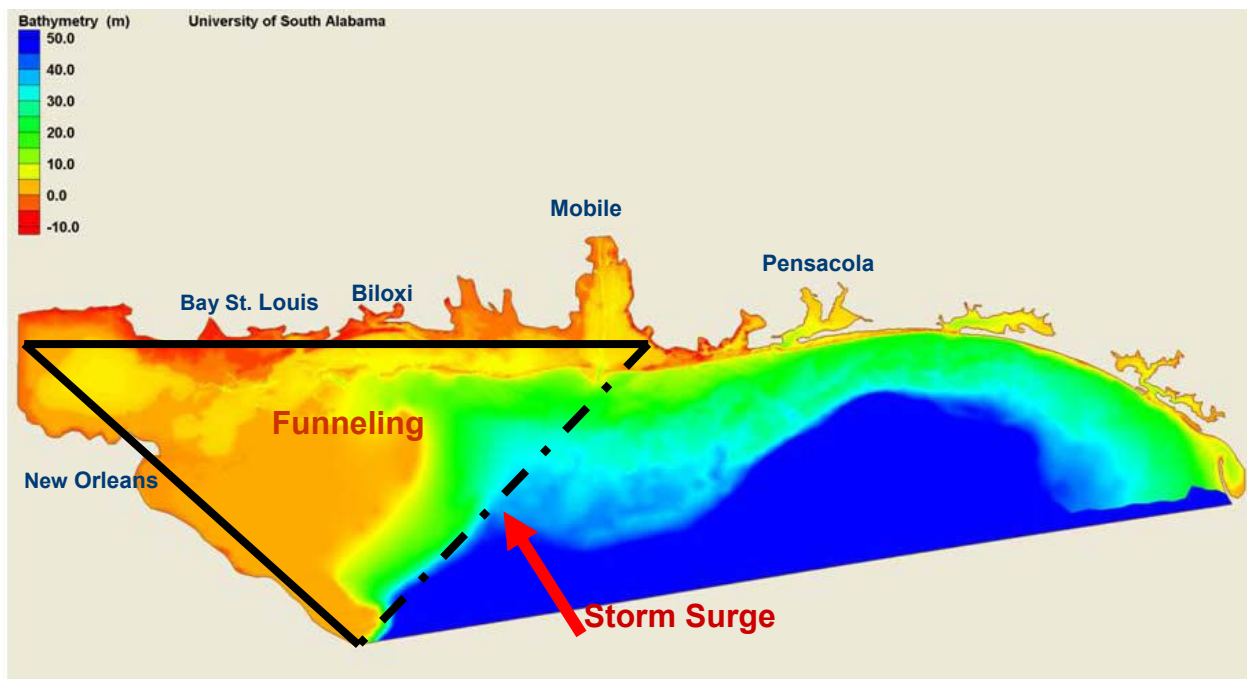 Bathymetry (m)
University of South Alabama
50.0
40.0
30.0
20.0
10.0
0.0
-10.0
Mobile
Pensacola
Bay St. Louis
Biloxi
Funneling
New Orleans
Storm Surge